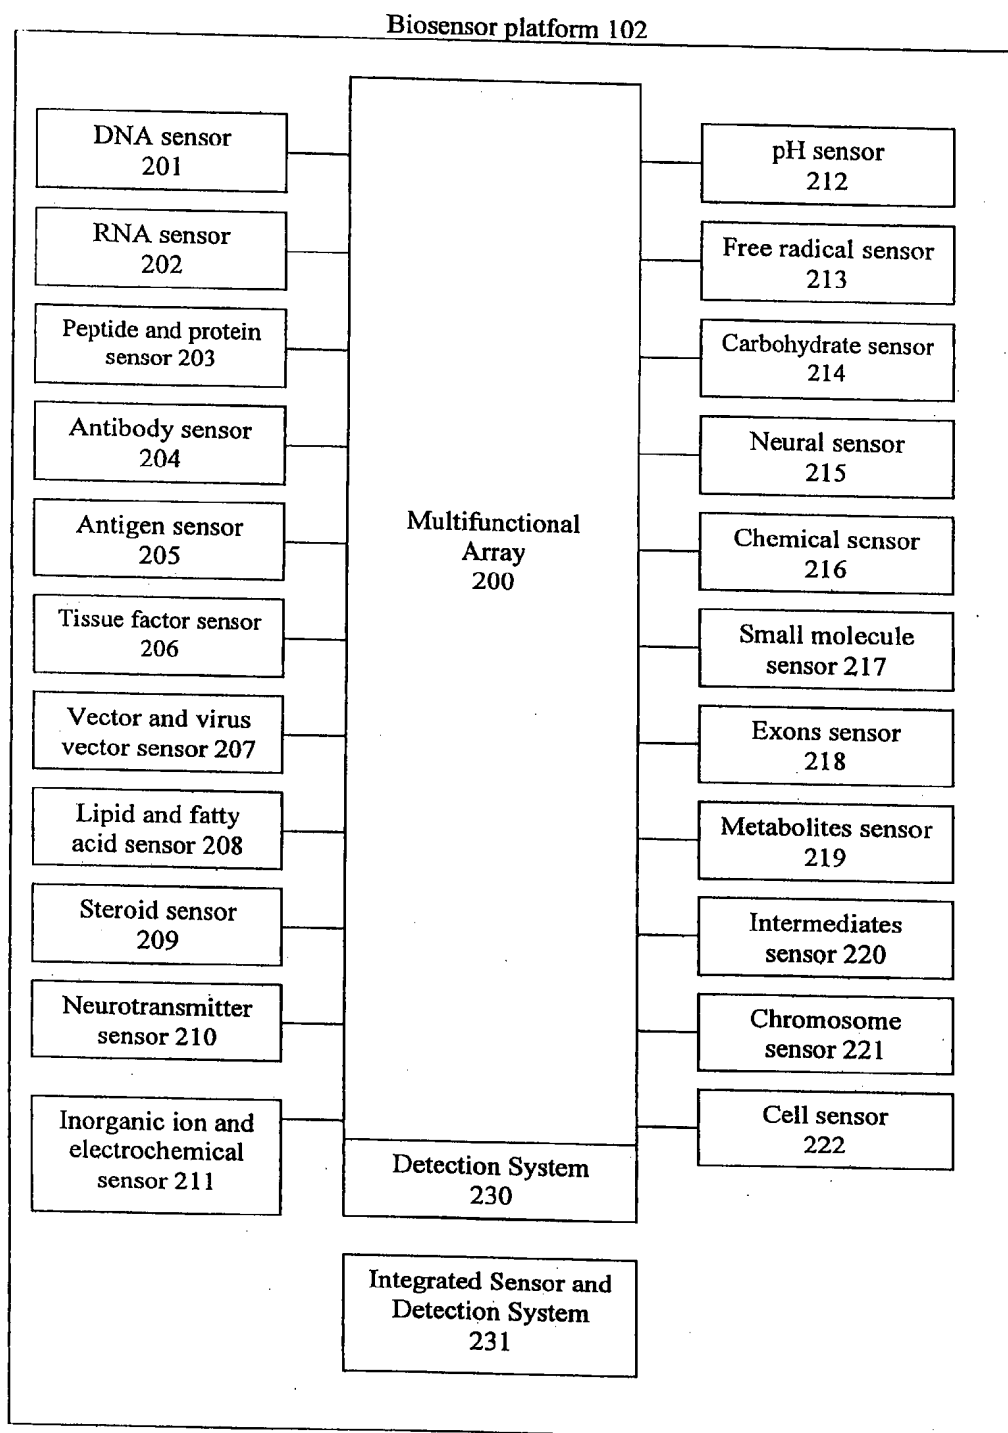 Biosensor platform 102
DNA sensor
201
RNA sensor
202
Peptide and protein
sensor 203
Antibody sensor
204
Antigen sensor
205
Tissue factor sensor
206
Vector and virus
vector sensor 207
Lipid and fatty
acid sensor 208
Steroid sensor
209
Neurotransmitter
sensor 210
Inorganic ion and
electrochemical
sensor 211
Multifunctional
Array
200
Detection System
230
Integrated Sensor and
Detection System
231
pH sensor
212
Free radical sensor
213
Carbohydrate sensor
214
Neural sensor
215
Chemical sensor
216
Small molecule
sensor 217
Exons sensor
218
Metabolites sensor
219
Intermediates
sensor 220
Chromosome
sensor 221
Cell sensor
222